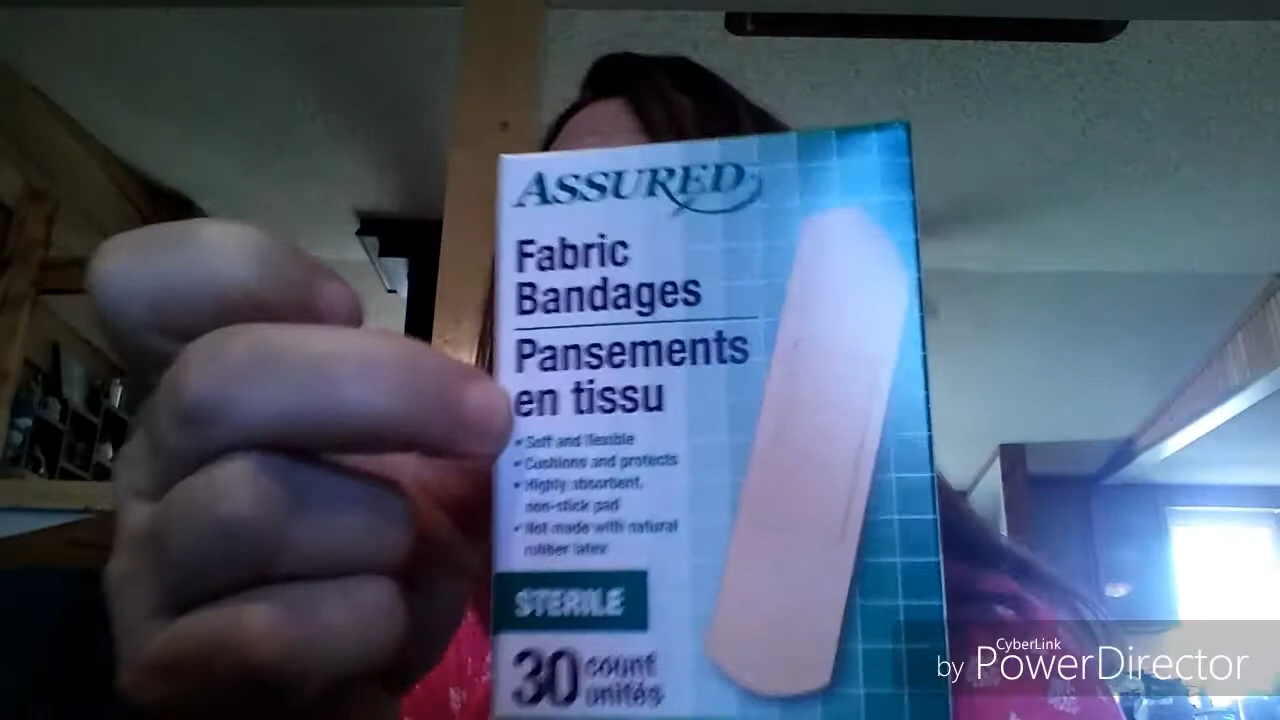 ASSURED
Fabric
Bandages
Pansements
en tissu
• Soft and flexible
• Cushions and protects
• Highly absorbent,
non-stick pad
• Not made with natural
rubber latex
STERILE
30 count
unités
CyberLink
by PowerDirector